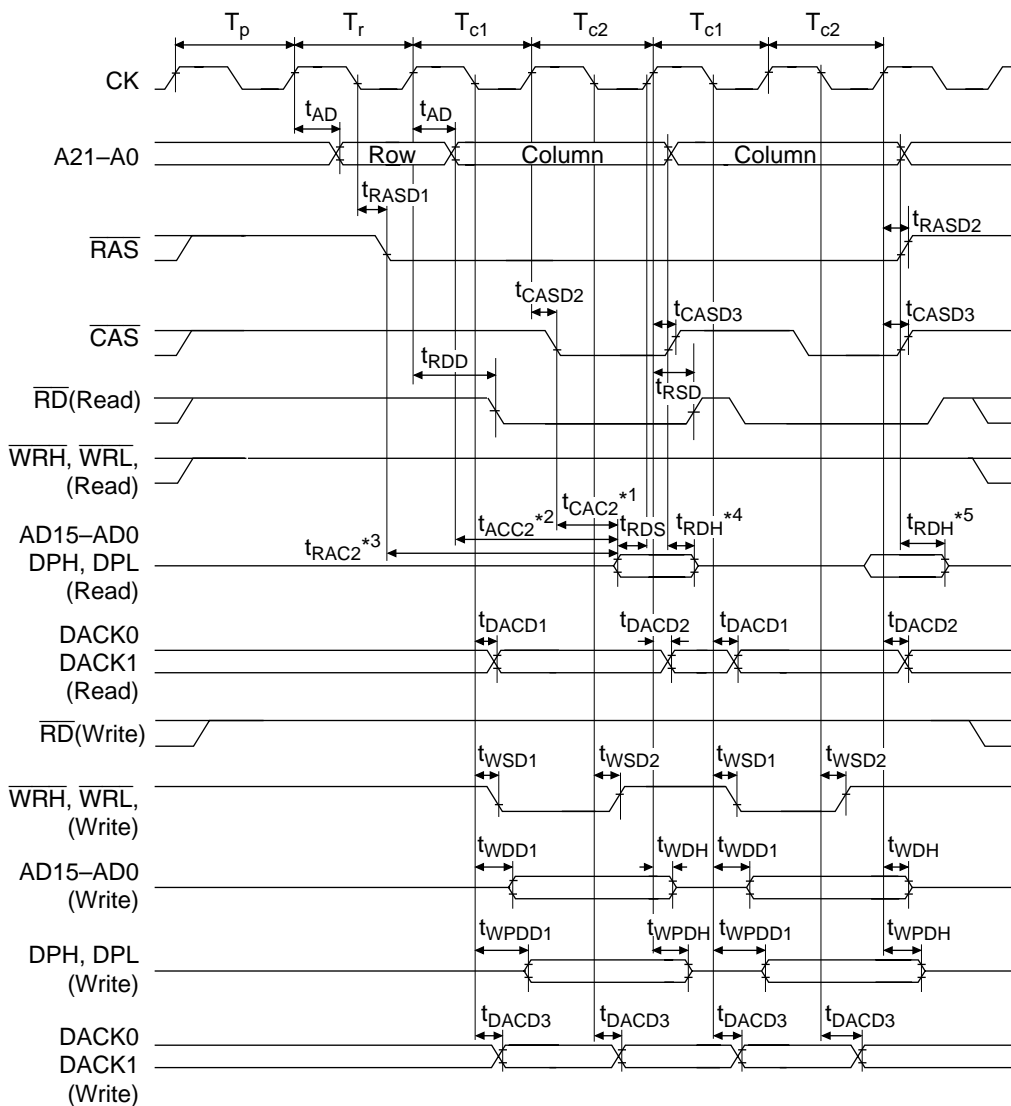 Tp Tr Tc1 Tc2 Tc1 Tc2
CK
tAD tAD
A21–A0 Row Column Column
tRASD1
tRASD2
RAS
tCASD2
tCASD3 tCASD3
CAS
tRDD
tRSD
RD(Read)
WRH, WRL,
(Read)
tCAC2*1
tACC2*2
tRDS tRDH*4 tRDH*5
tRAC2*3
AD15–AD0
DPH, DPL
(Read)
tDACD1 tDACD2 tDACD1 tDACD2
DACK0
DACK1
(Read)
RD(Write)
tWSD1 tWSD2 tWSD1 tWSD2
WRH, WRL,
(Write)
tWDD1 tWDH tWDD1 tWDH
AD15–AD0
(Write)
tWPDD1 tWPDH tWPDD1 tWPDH
DPH, DPL
(Write)
tDACD3 tDACD3 tDACD3 tDACD3
DACK0
DACK1
(Write)